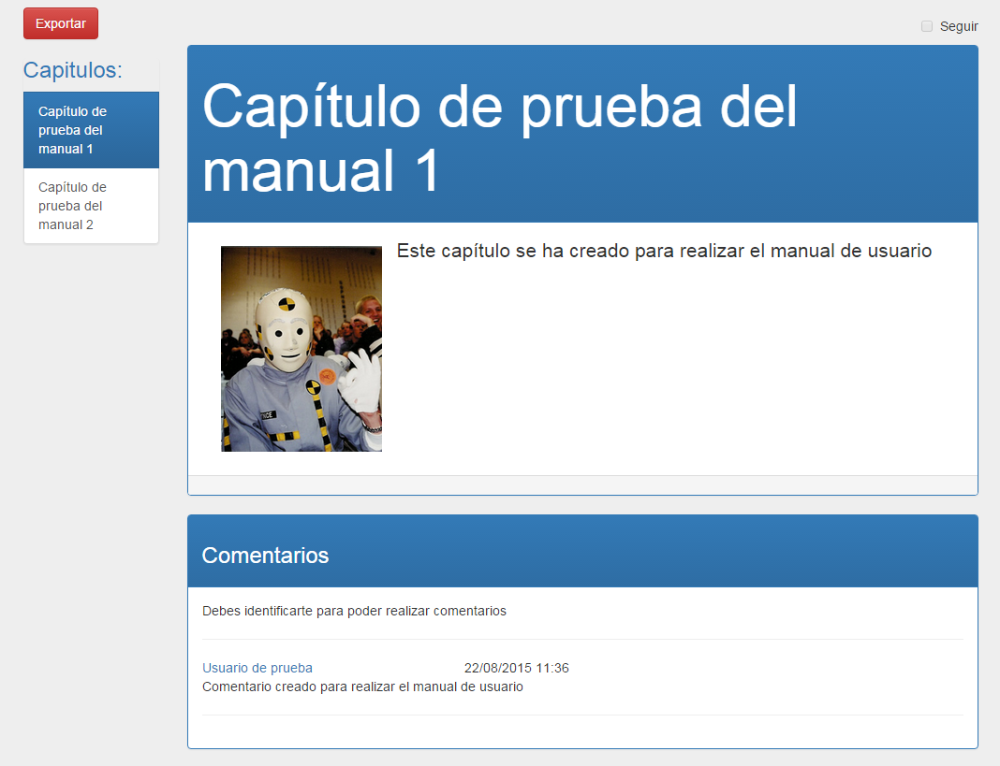 Exportar
Seguir
Capitulos:
Capítulo de
prueba del
manual 1
Capítulo de
prueba del
manual 2
Capítulo de prueba del
manual 1
Este capítulo se ha creado para realizar el manual de usuario
Comentarios
Debes identificarte para poder realizar comentarios
Usuario de prueba 22/08/2015 11:36
Comentario creado para realizar el manual de usuario